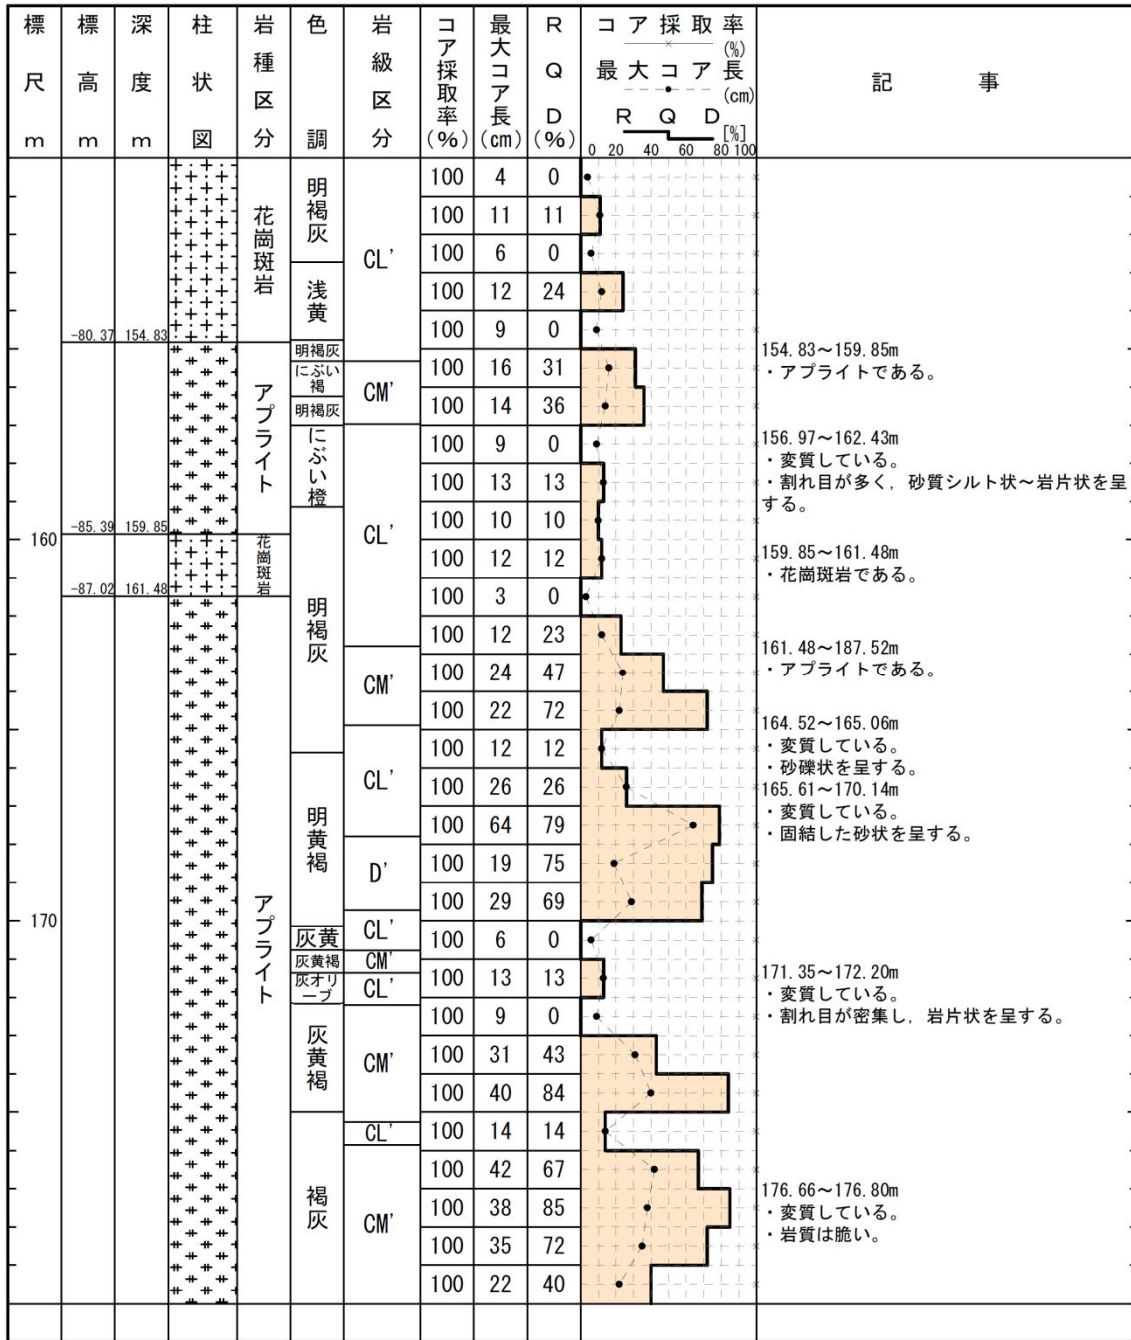 標尺m
標高m
深度m
柱状図
岩種区分
色調
岩級区分
コア採取率(%)
最大コア長(cm)
RQD(%)
コア採取率
(%)
最大コア長
(cm)
RQD
[%]
0 20 40 60 80 100
記事
花崗斑岩
明褐灰
CL'
100 4 0
100 11 11
100 6 0
浅黄
100 12 24
100 9 0
-80.37 154.83
アプライト
明褐灰
にぶい褐
CM'
100 16 31
154.83～159.85m
・アプライトである。
明褐灰
100 14 36
にぶい橙
CL'
100 9 0
156.97～162.43m
・変質している。
・割れ目が多く，砂質シルト状～岩片状を呈
する。
100 13 13
100 10 10
-85.39 159.85
160
花崗斑岩
明褐灰
100 12 12
159.85～161.48m
・花崗斑岩である。
100 3 0
-87.02 161.48
アプライト
100 12 23
161.48～187.52m
・アプライトである。
CM'
100 24 47
100 22 72
164.52～165.06m
・変質している。
・砂礫状を呈する。
CL'
100 12 12
明黄褐
100 26 26
165.61～170.14m
・変質している。
・固結した砂状を呈する。
100 64 79
D'
100 19 75
100 29 69
170
CL'
灰黄
100 6 0
灰黄褐
CM'
灰オリーブ
CL'
100 13 13
171.35～172.20m
・変質している。
・割れ目が密集し，岩片状を呈する。
灰黄褐
CM'
100 9 0
100 31 43
100 40 84
褐灰
CL'
100 14 14
CM'
100 42 67
176.66～176.80m
・変質している。
・岩質は脆い。
100 38 85
100 35 72
100 22 40